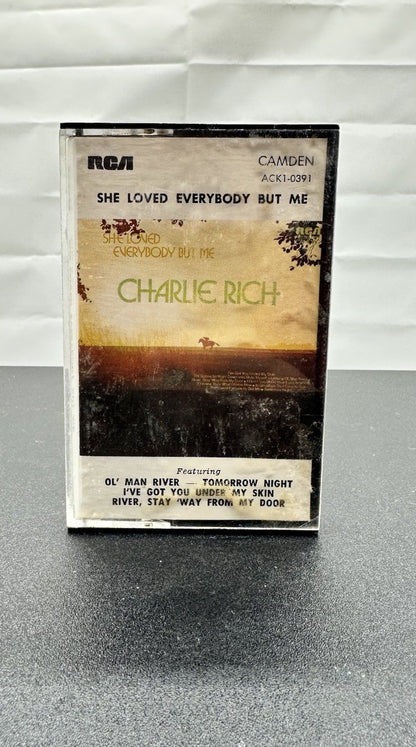 RCA
CAMDEN
ACK1-0391
SHE LOVED EVERYBODY BUT ME
SHE LOVED
EVERYBODY BUT ME
RCA
CHARLIE RICH
Featuring
OL' MAN RIVER — TOMORROW NIGHT
I'VE GOT YOU UNDER MY SKIN
RIVER, STAY 'WAY FROM MY DOOR